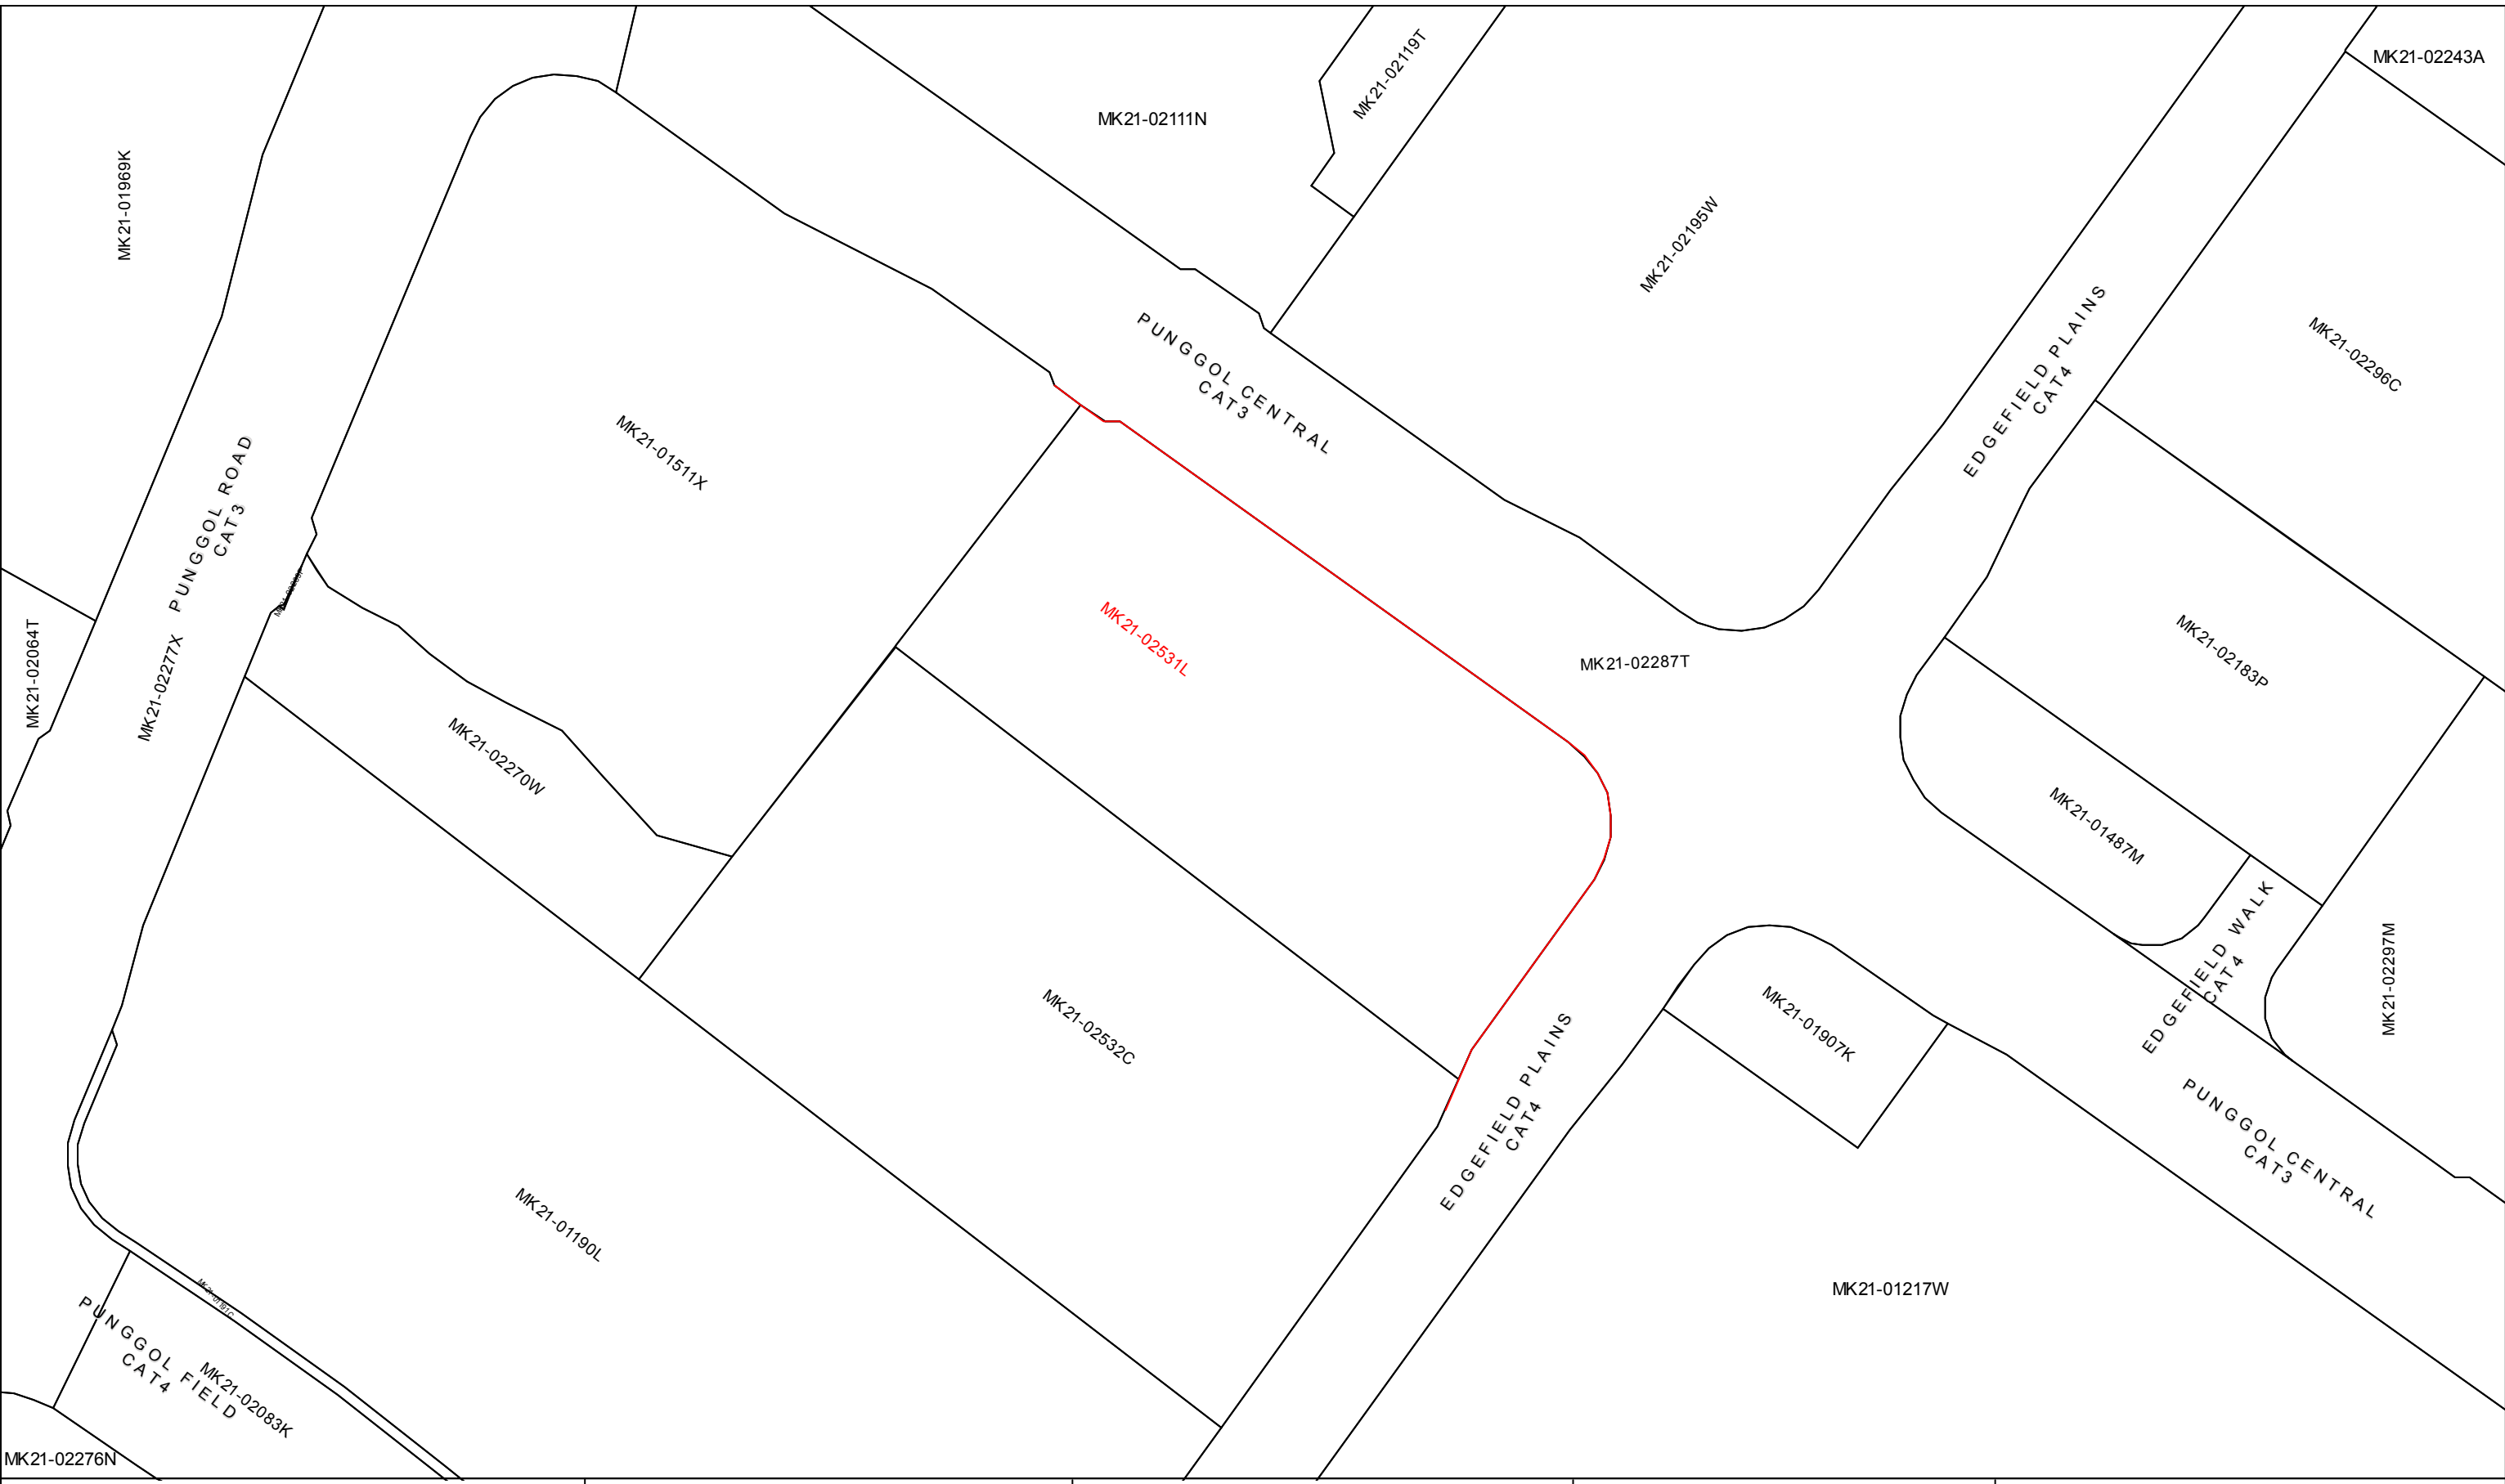 MK21-02243A
MK21-02119T
MK21-02111N
MK21-01969K
MK21-02195W
PUNGGOL CENTRAL
CAT3
EDGEFIELD PLAINS
CAT4
MK21-02296C
MK21-01511X
PUNGGOL ROAD
CAT3
MK21-02277X
MK21-02064T
MK21-02531L
MK21-02287T
MK21-02183P
MK21-02270W
MK21-01487M
EDGEFIELD WALK
CAT4
MK21-02297M
MK21-02532C
MK21-01907K
EDGEFIELD PLAINS
CAT4
PUNGGOL CENTRAL
CAT3
MK21-01190L
MK21-01217W
PUNGGOL FIELD
CAT4
MK21-02083K
MK21-02276N